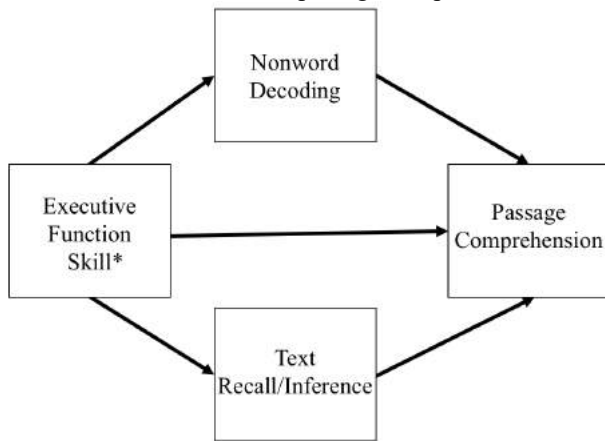 Nonword
Decoding
Executive
Function
Skill*
Passage
Comprehension
Text
Recall/Inference